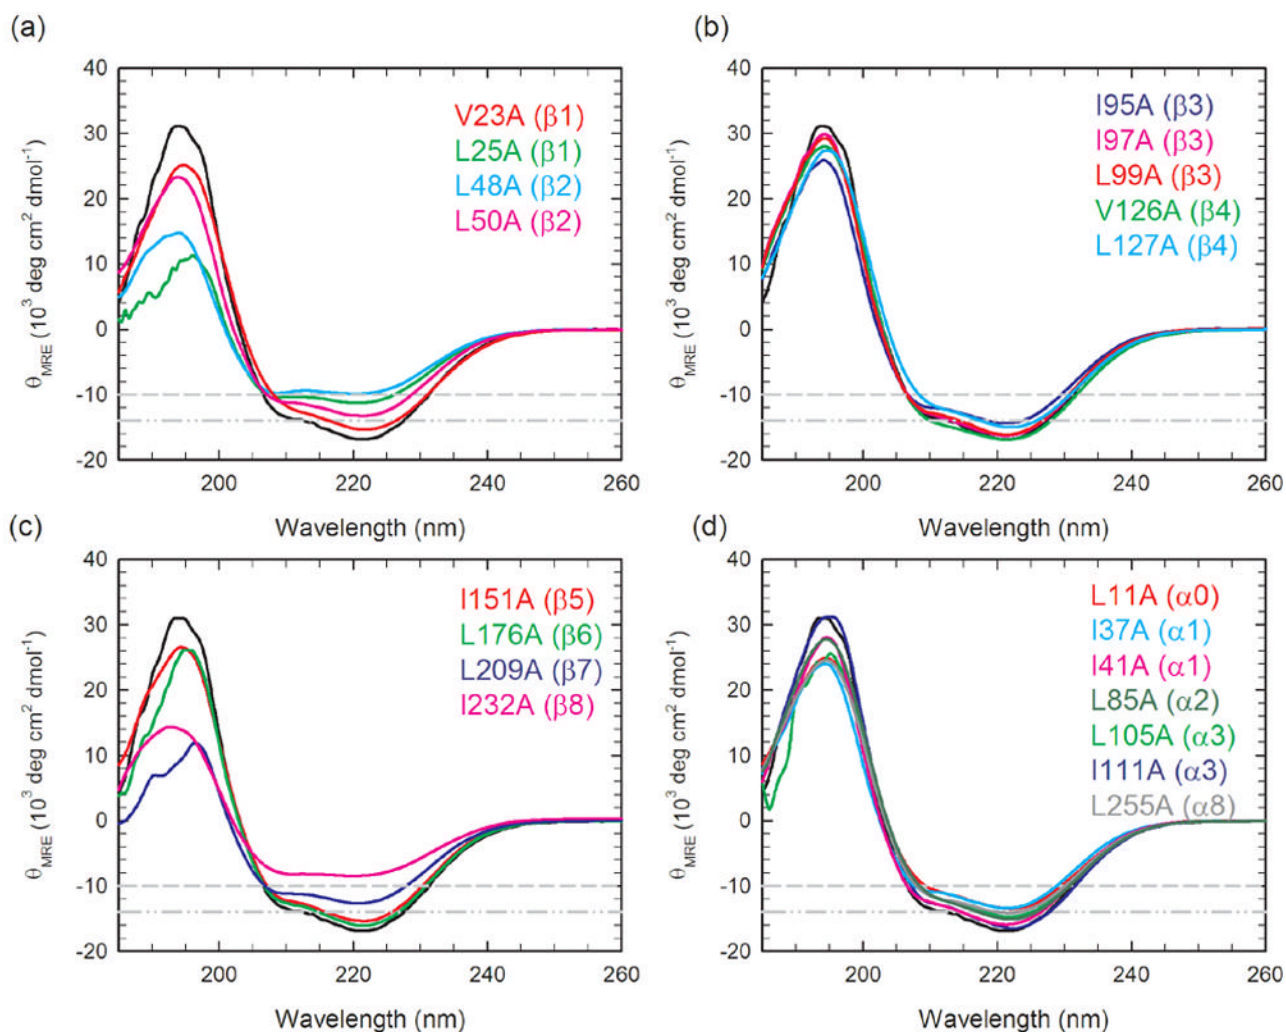 (a)
40
30
20
10
0
-10
-20
θMRE (10³ deg cm² dmol⁻¹)
V23A (β1)
L25A (β1)
L48A (β2)
L50A (β2)
200
220
240
260
Wavelength (nm)
(b)
40
30
20
10
0
-10
-20
θMRE (10³ deg cm² dmol⁻¹)
I95A (β3)
I97A (β3)
L99A (β3)
V126A (β4)
L127A (β4)
200
220
240
260
Wavelength (nm)
(c)
40
30
20
10
0
-10
-20
θMRE (10³ deg cm² dmol⁻¹)
I151A (β5)
L176A (β6)
L209A (β7)
I232A (β8)
200
220
240
260
Wavelength (nm)
(d)
40
30
20
10
0
-10
-20
θMRE (10³ deg cm² dmol⁻¹)
L11A (α0)
I37A (α1)
I41A (α1)
L85A (α2)
L105A (α3)
I111A (α3)
L255A (α8)
200
220
240
260
Wavelength (nm)